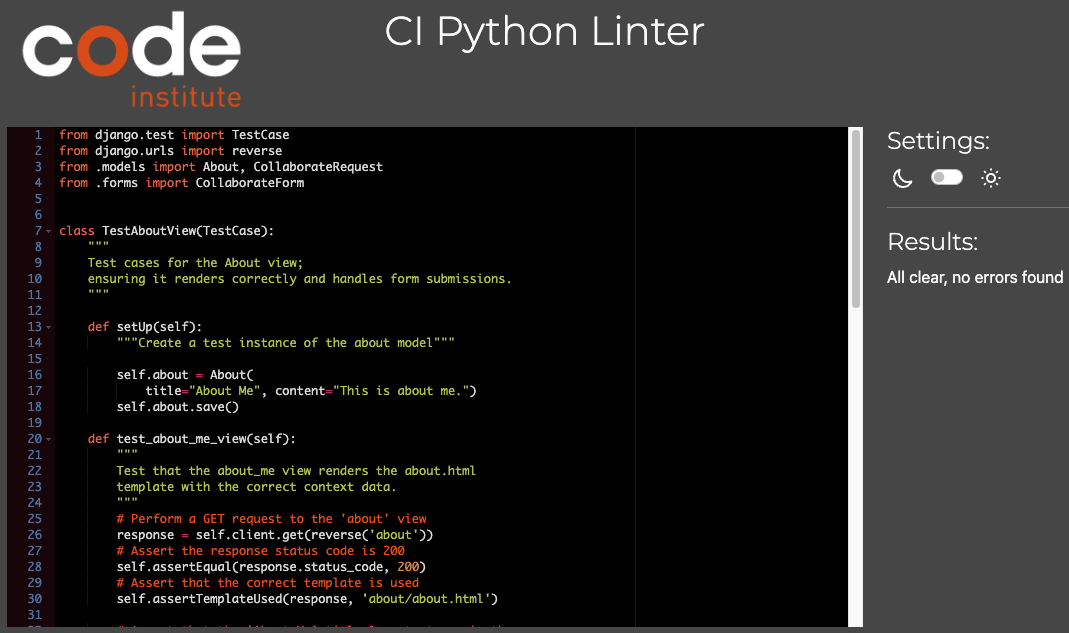 code
institute
CI Python Linter
1 from django.test import TestCase
2 from django.urls import reverse
3 from .models import About, CollaborateRequest
4 from .forms import CollaborateForm
5
6
7 class TestAboutView(TestCase):
8     """
9     Test cases for the About view;
10     ensuring it renders correctly and handles form submissions.
11     """
12
13     def setUp(self):
14         """Create a test instance of the about model"""
15
16         self.about = About(
17             title="About Me", content="This is about me.")
18         self.about.save()
19
20     def test_about_me_view(self):
21         """
22         Test that the about_me view renders the about.html
23         template with the correct context data.
24         """
25         # Perform a GET request to the 'about' view
26         response = self.client.get(reverse('about'))
27         # Assert the response status code is 200
28         self.assertEqual(response.status_code, 200)
29         # Assert that the correct template is used
30         self.assertTemplateUsed(response, 'about/about.html')
31
Settings:
Results:
All clear, no errors found